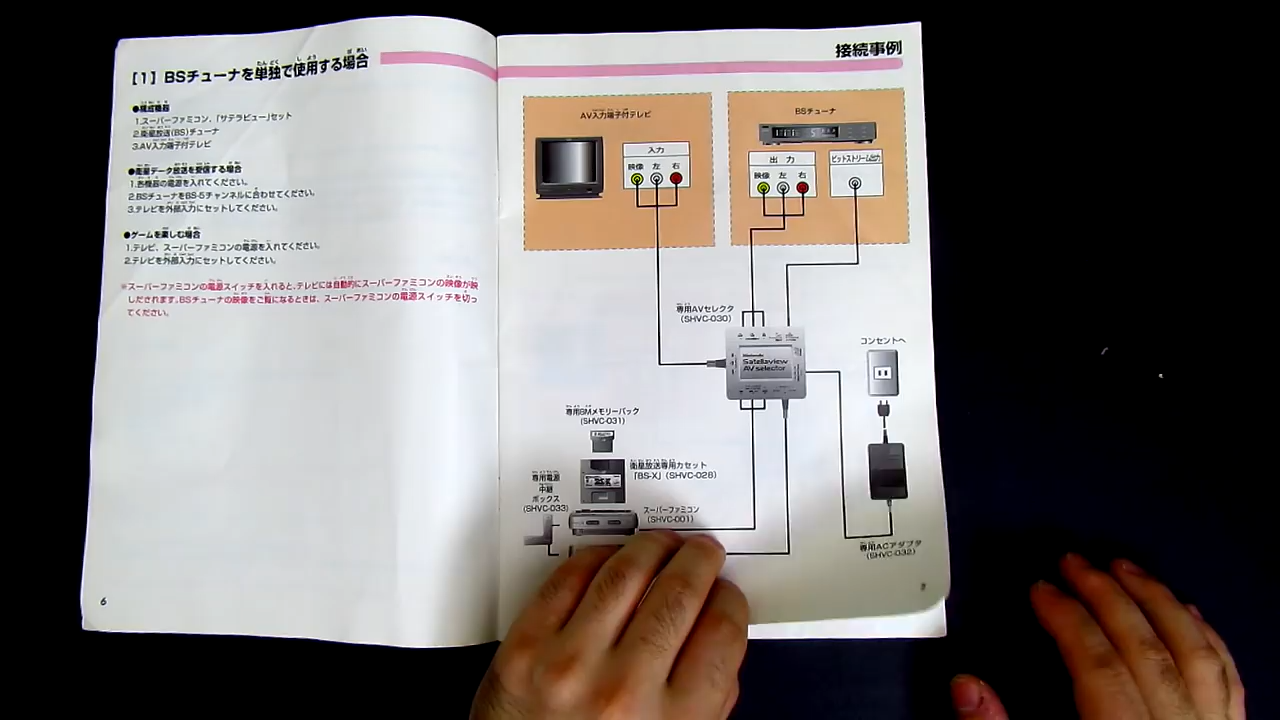 [1] BSチューナを単独で使用する場合
●構成機器
1.スーパーファミコン、「サテラビュー」セット
2.衛星放送(BS)チューナ
3.AV入力端子付テレビ
●衛星データ放送を受信する場合
1.各機器の電源を入れてください。
2.BSチューナをBS-5チャンネルに合わせてください。
3.テレビを外部入力にセットしてください。
●ゲームを楽しむ場合
1.テレビ、スーパーファミコンの電源を入れてください。
2.テレビを外部入力にセットしてください。
※スーパーファミコンの電源スイッチを入れると、テレビには自動的にスーパーファミコンの映像が映
しだされます。BSチューナの映像をご覧になるときは、スーパーファミコンの電源スイッチを切っ
てください。
6
接続事例
AV入力端子付テレビ
入力
映像 左 右
BSチューナ
出力
映像 左 右
ビットストリーム出力
専用AVセレクタ
(SHVC-030)
Nintendo
Satellaview
AV selector
コンセントへ
専用8Mメモリーパック
(SHVC-031)
衛星放送専用カセット
「BS-X」(SHVC-028)
専用電源
中継
ボックス
(SHVC-033)
スーパーファミコン
(SHVC-001)
専用ACアダプタ
(SHVC-032)
7